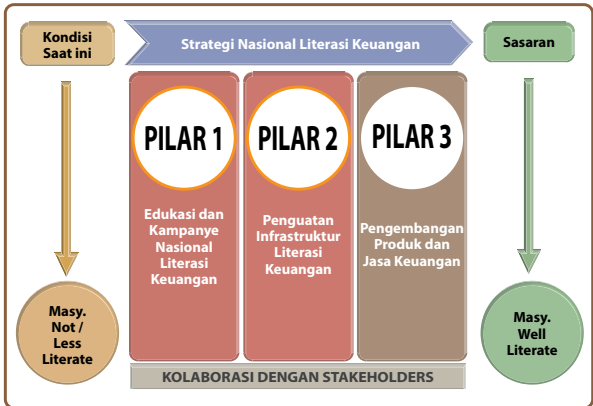 Kondisi
Saat ini
Strategi Nasional Literasi Keuangan
Sasaran
PILAR 1
PILAR 2
PILAR 3
Edukasi dan
Kampanye
Nasional
Literasi
Keuangan
Penguatan
Infrastruktur
Literasi
Keuangan
Pengembangan
Produk dan
Jasa Keuangan
Masy.
Not /
Less
Literate
Masy.
Well
Literate
KOLABORASI DENGAN STAKEHOLDERS